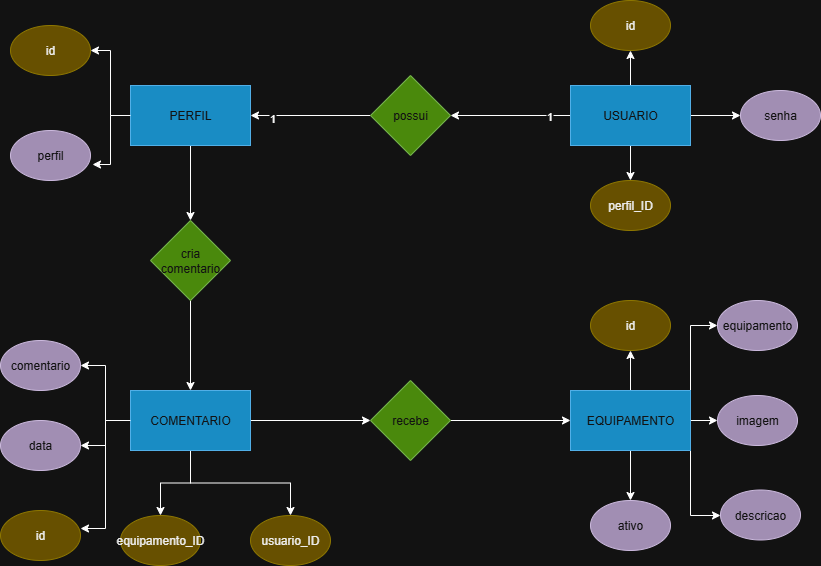 id
id
PERFIL
1
possui
1
USUARIO
senha
perfil
perfil_ID
cria
comentario
id
equipamento
comentario
COMENTARIO
recebe
EQUIPAMENTO
imagem
data
id
equipamento_ID
usuario_ID
ativo
descricao